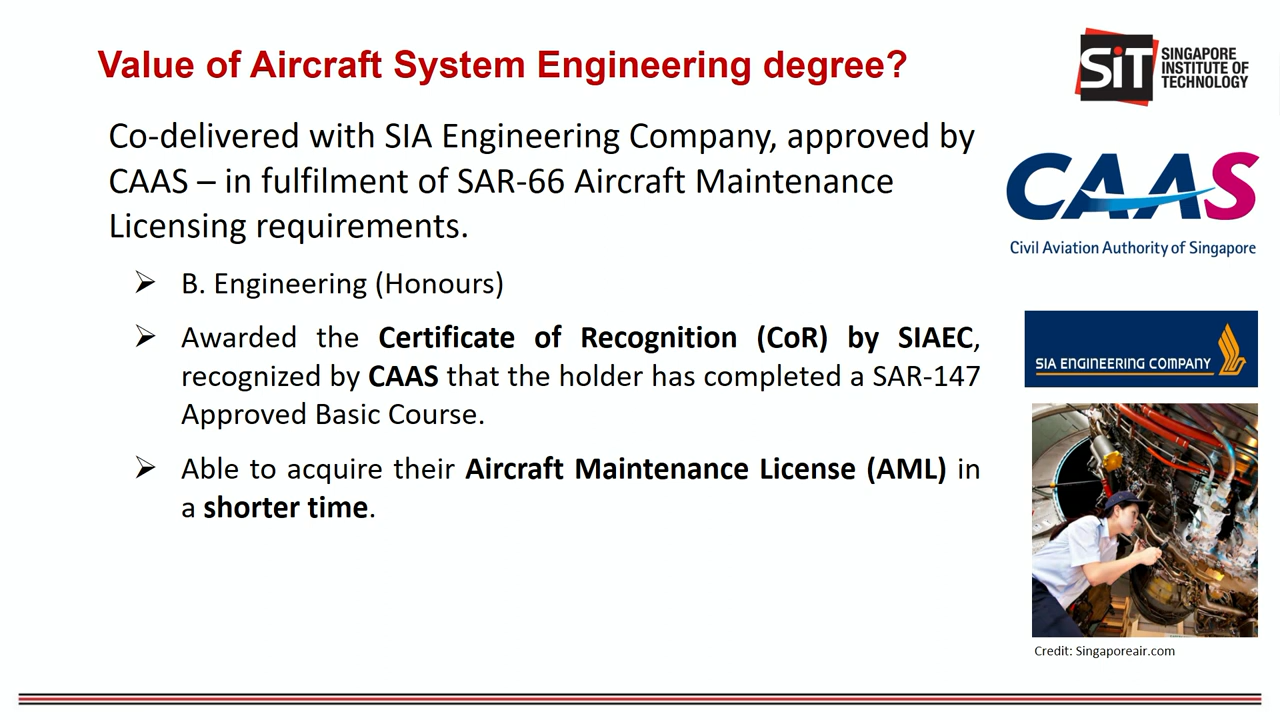 Value of Aircraft System Engineering degree?
SiT
SINGAPORE
INSTITUTE OF
TECHNOLOGY
Co-delivered with SIA Engineering Company, approved by
CAAS – in fulfilment of SAR-66 Aircraft Maintenance
Licensing requirements.
CAAS
Civil Aviation Authority of Singapore
➢ B. Engineering (Honours)
➢ Awarded the Certificate of Recognition (CoR) by SIAEC,
recognized by CAAS that the holder has completed a SAR-147
Approved Basic Course.
SIA ENGINEERING COMPANY
➢ Able to acquire their Aircraft Maintenance License (AML) in
a shorter time.
Credit: Singaporeair.com